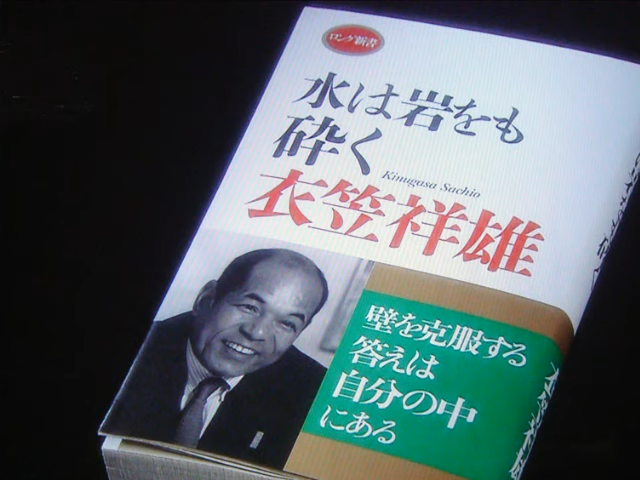 ロング新書
水は岩をも
砕く
Kinugasa Sachio
衣笠祥雄
壁を克服する
答えは
自分の中
にある